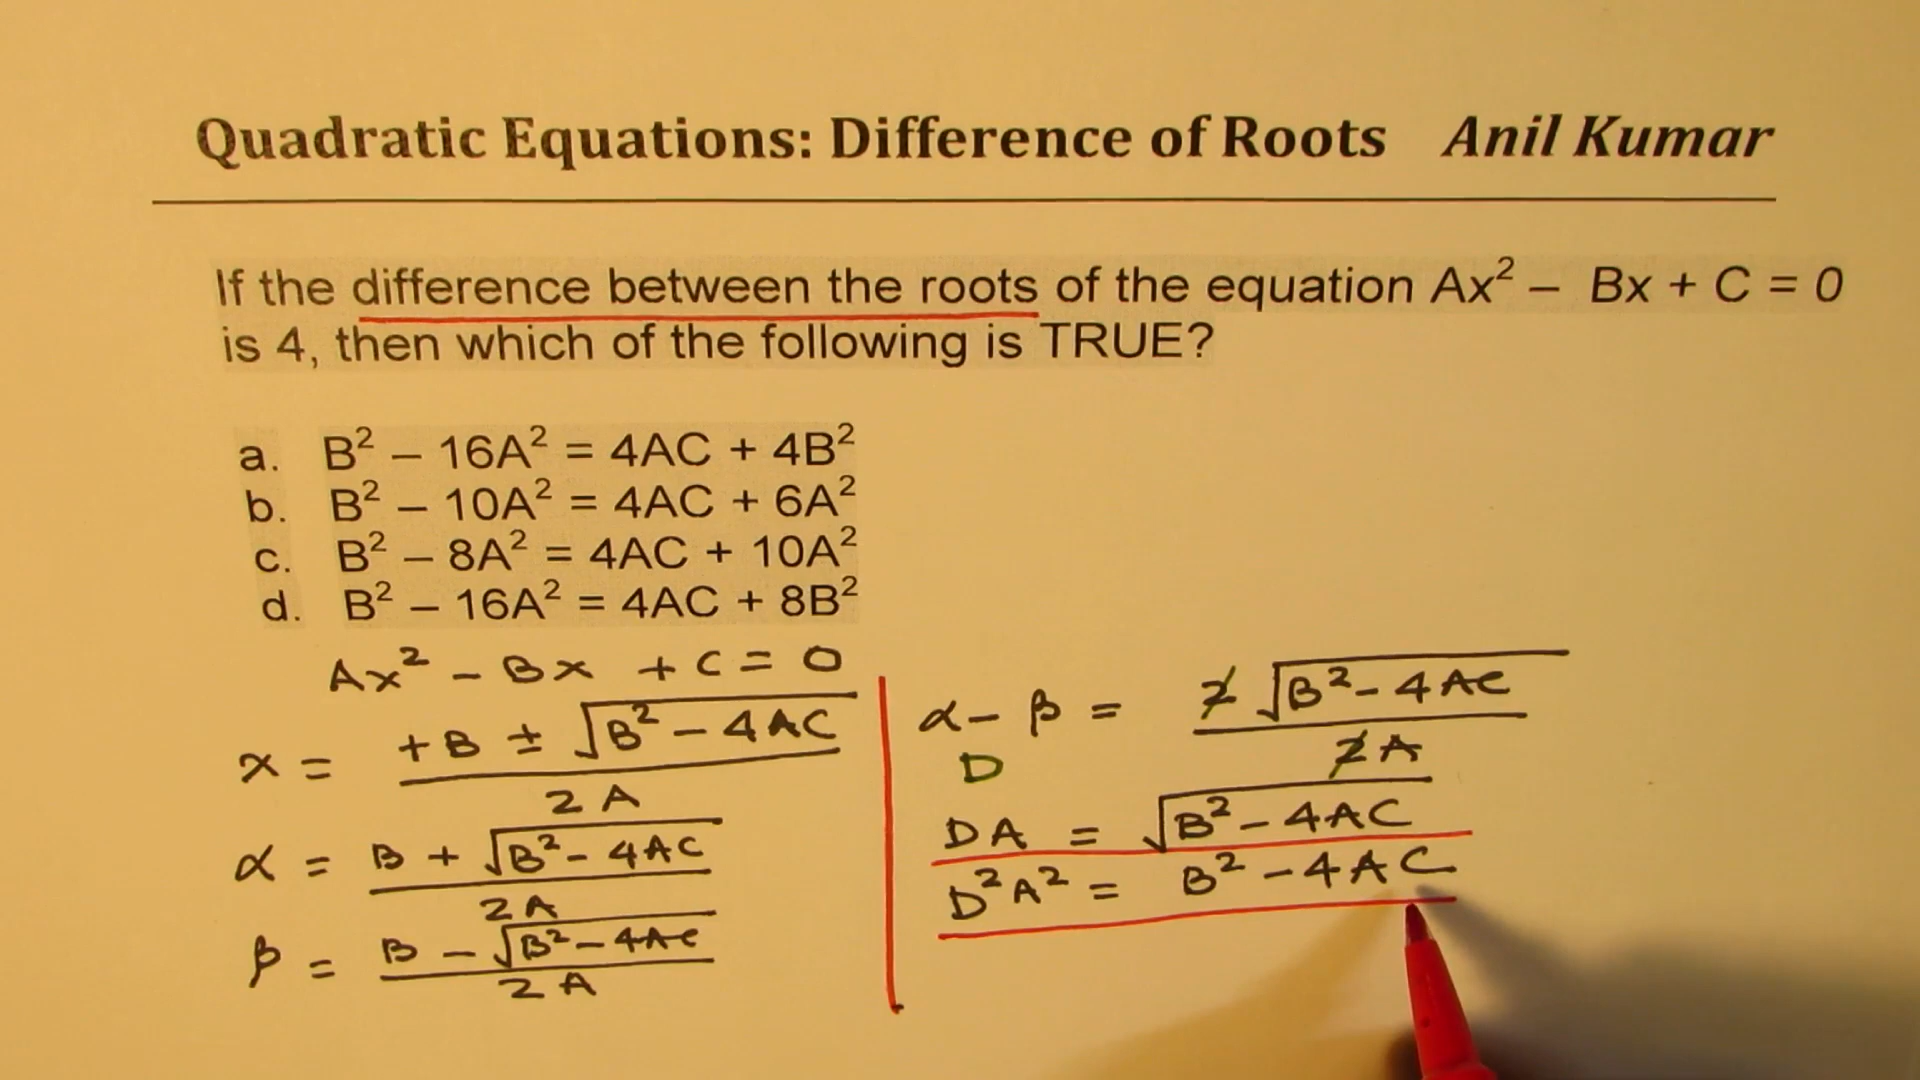 Quadratic Equations: Difference of Roots Anil Kumar
If the difference between the roots of the equation Ax² – Bx + C = 0
is 4, then which of the following is TRUE?
a. B² – 16A² = 4AC + 4B²
b. B² – 10A² = 4AC + 6A²
c. B² – 8A² = 4AC + 10A²
d. B² – 16A² = 4AC + 8B²
Ax² - Bx + C = 0
x = +B ± √(B² - 4AC) / 2A
α = B + √(B² - 4AC) / 2A
β = B - √(B² - 4AC) / 2A
α - β = 2√(B² - 4AC) / 2A
D
DA = √(B² - 4AC)
D²A² = B² - 4AC